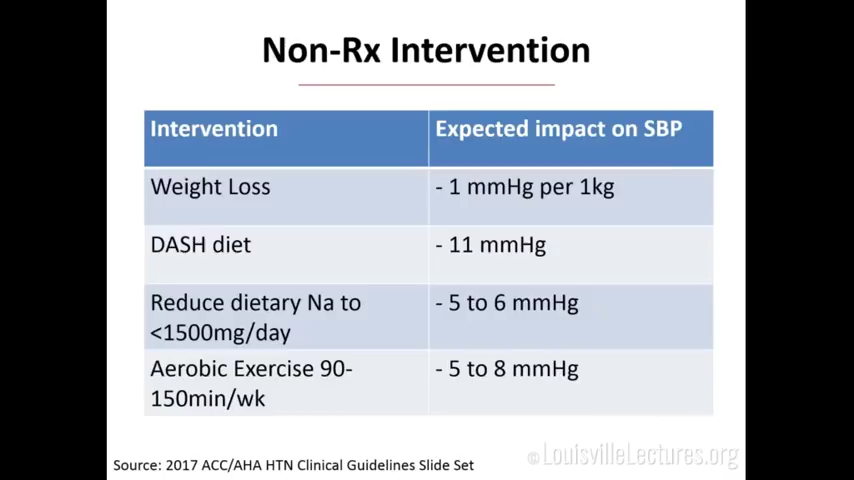 Non-Rx Intervention
Intervention Expected impact on SBP
Weight Loss - 1 mmHg per 1kg
DASH diet - 11 mmHg
Reduce dietary Na to - 5 to 6 mmHg
<1500mg/day
Aerobic Exercise 90- - 5 to 8 mmHg
150min/wk
Source: 2017 ACC/AHA HTN Clinical Guidelines Slide Set
©LouisvilleLectures.org